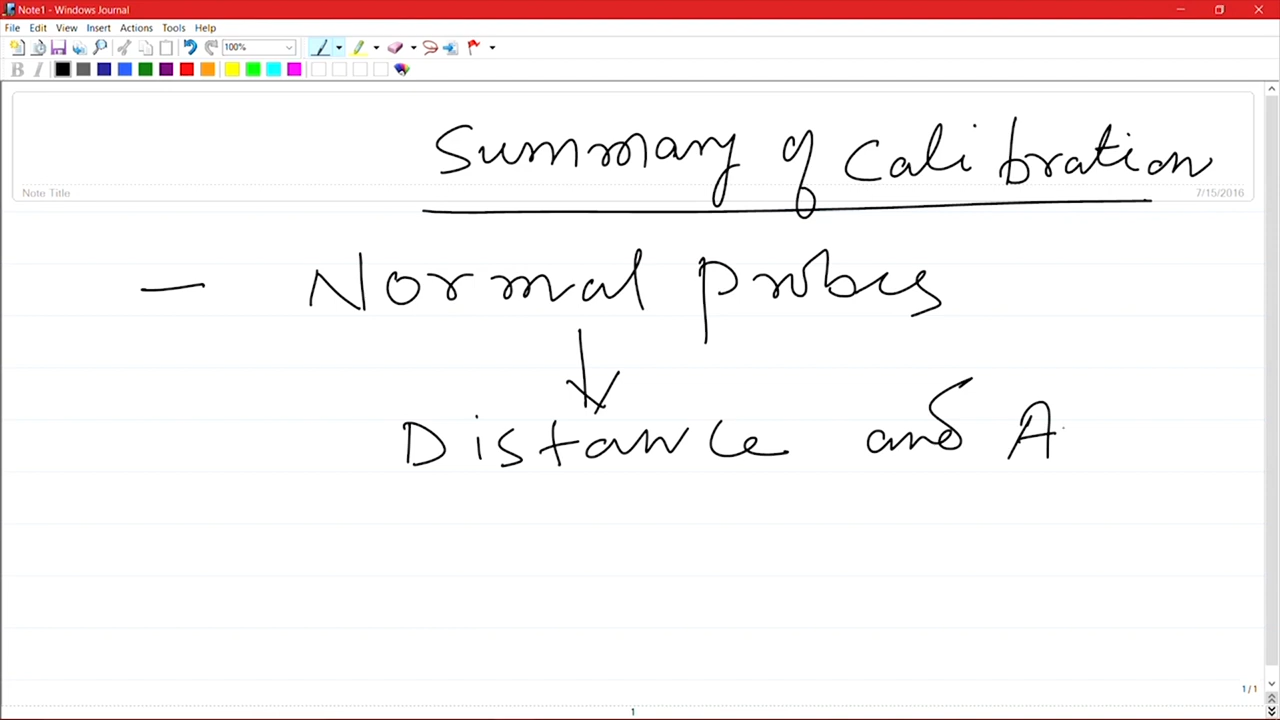 Note1 - Windows Journal
File Edit View Insert Actions Tools Help
100%
B I
Summary of Calibration
Note Title 7/15/2016
— Normal probes
Distance and A
1 / 1
1